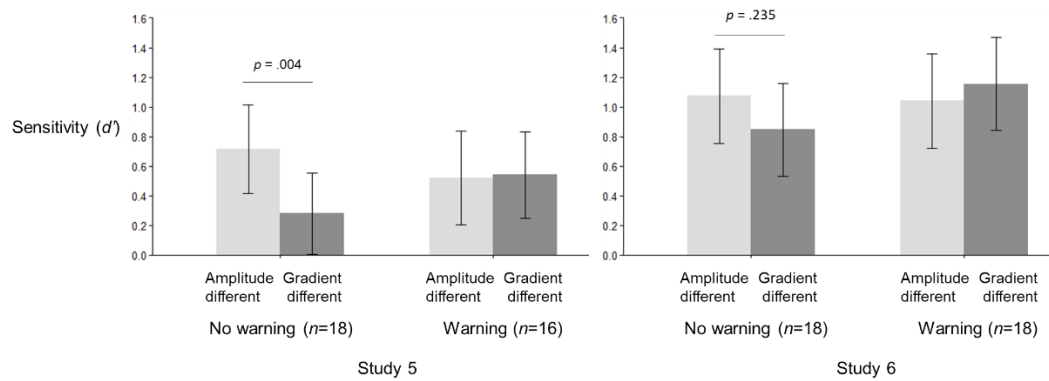 Sensitivity (d')
1.6
1.4
1.2
1.0
0.8
0.6
0.4
0.2
0.0
p = .004
Amplitude different
Gradient different
Amplitude different
Gradient different
No warning (n=18)
Warning (n=16)
Study 5
1.6
1.4
1.2
1.0
0.8
0.6
0.4
0.2
0.0
p = .235
Amplitude different
Gradient different
Amplitude different
Gradient different
No warning (n=18)
Warning (n=18)
Study 6